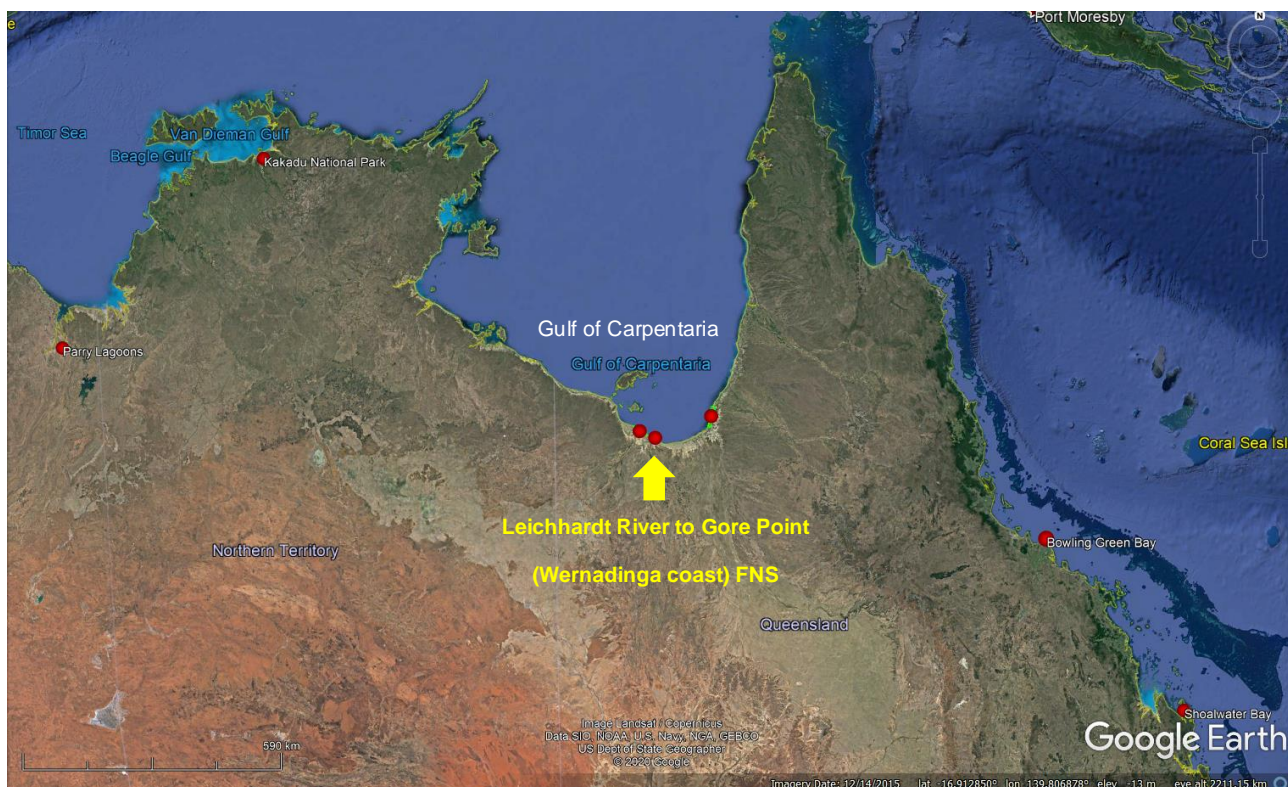 e
Port Moresby
N
Timor Sea
Van Dieman Gulf
Beagle Gulf
Kakadu National Park
Gulf of Carpentaria
Parry Lagoons
Gulf of Carpentaria
Coral Sea Isl
Leichhardt River to Gore Point
(Wernadinga coast) FNS
Northern Territory
Bowling Green Bay
Queensland
Shoalwater Bay
Image Landsat / Copernicus
Data SIO, NOAA, U.S. Navy, NGA, GEBCO
US Dept of State Geographer
© 2020 Google
590 km
Google Earth
Imagery Date: 12/14/2015 lat -16.912850° lon 139.806878° elev -13 m eye alt 2211.15 km